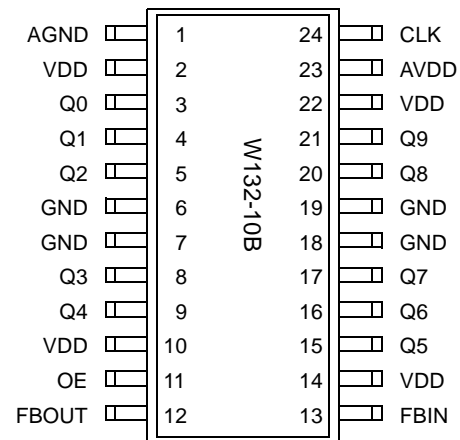 AGND 1 24 CLK
VDD 2 23 AVDD
Q0 3 22 VDD
Q1 4 21 Q9
Q2 5 20 Q8
GND 6 19 GND
GND 7 18 GND
Q3 8 17 Q7
Q4 9 16 Q6
VDD 10 15 Q5
OE 11 14 VDD
FBOUT 12 13 FBIN
W132-10B